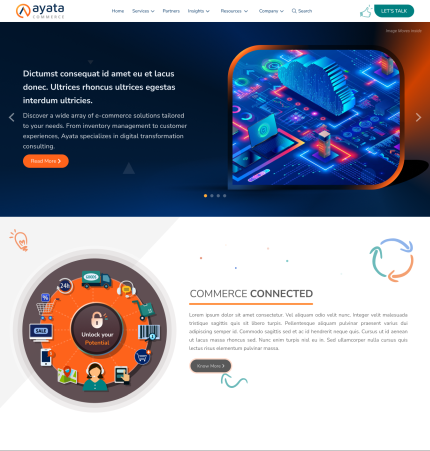 ayata
COMMERCE
Home Services Partners Insights Resources Company Search LET'S TALK
Image Moves Inside
Dictumst consequat id amet eu et lacus
donec. Ultrices rhoncus ultrices egestas
interdum ultricies.
Discover a wide array of e-commerce solutions tailored
to your needs. From inventory management to customer
experiences, Ayata specializes in digital transformation
consulting.
Read More
24h
SALE
Unlock your
Potential
COMMERCE CONNECTED
Lorem ipsum dolor sit amet consectetur. Vel aliquam odio velit nunc. Integer velit malesuada
tristique sagittis quis sit libero turpis. Pellentesque aliquam pulvinar praesent varius dui
adipiscing semper id. Commodo sagittis sed et ac id hendrerit neque quis. Cursus id id aenean
ut lacus massa rhoncus sed. Nunc enim turpis nisl eu in. Sed ullamcorper nulla cursus quis
lectus risus elementum pulvinar massa.
Know More